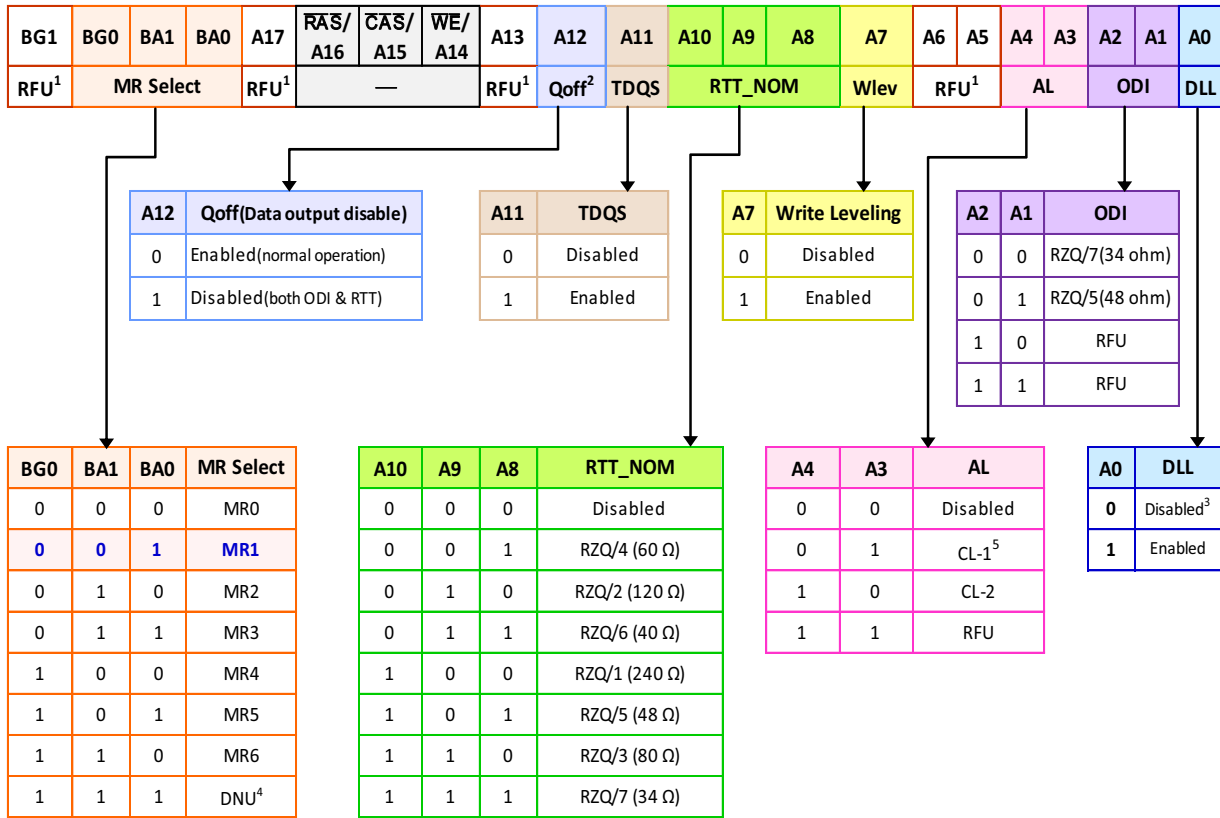 BG1 BG0 BA1 BA0 A17 RAS/ A16 CAS/ A15 WE/ A14 A13 A12 A11 A10 A9 A8 A7 A6 A5 A4 A3 A2 A1 A0
RFU¹ MR Select RFU¹ — RFU¹ Qoff² TDQS RTT_NOM Wlev RFU¹ AL ODI DLL
A12 Qoff(Data output disable)
0 Enabled(normal operation)
1 Disabled(both ODI & RTT)
A11 TDQS
0 Disabled
1 Enabled
A7 Write Leveling
0 Disabled
1 Enabled
A2 A1 ODI
0 0 RZQ/7(34 ohm)
0 1 RZQ/5(48 ohm)
1 0 RFU
1 1 RFU
BG0 BA1 BA0 MR Select
0 0 0 MR0
0 0 1 MR1
0 1 0 MR2
0 1 1 MR3
1 0 0 MR4
1 0 1 MR5
1 1 0 MR6
1 1 1 DNU⁴
A10 A9 A8 RTT_NOM
0 0 0 Disabled
0 0 1 RZQ/4 (60 Ω)
0 1 0 RZQ/2 (120 Ω)
0 1 1 RZQ/6 (40 Ω)
1 0 0 RZQ/1 (240 Ω)
1 0 1 RZQ/5 (48 Ω)
1 1 0 RZQ/3 (80 Ω)
1 1 1 RZQ/7 (34 Ω)
A4 A3 AL
0 0 Disabled
0 1 CL-1⁵
1 0 CL-2
1 1 RFU
A0 DLL
0 Disabled³
1 Enabled